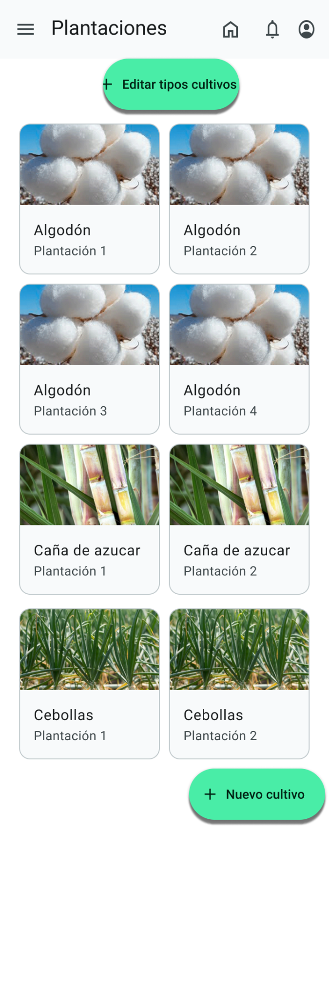 Plantaciones
Editar tipos cultivos
Algodón
Plantación 1
Algodón
Plantación 2
Algodón
Plantación 3
Algodón
Plantación 4
Caña de azucar
Plantación 1
Caña de azucar
Plantación 2
Cebollas
Plantación 1
Cebollas
Plantación 2
Nuevo cultivo